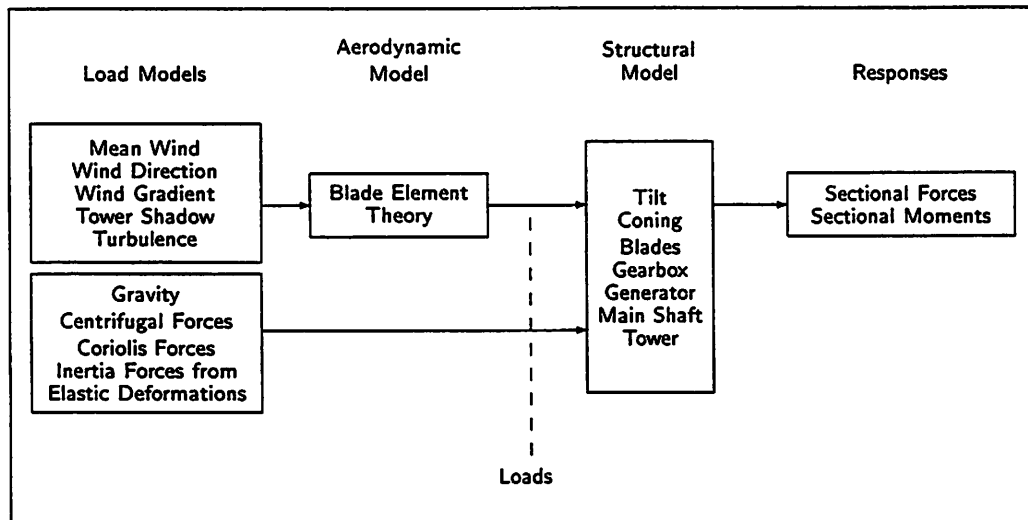 Load Models
Aerodynamic
Model
Structural
Model
Responses
Mean Wind
Wind Direction
Wind Gradient
Tower Shadow
Turbulence
Blade Element
Theory
Tilt
Coning
Blades
Gearbox
Generator
Main Shaft
Tower
Sectional Forces
Sectional Moments
Gravity
Centrifugal Forces
Coriolis Forces
Inertia Forces from
Elastic Deformations
Loads